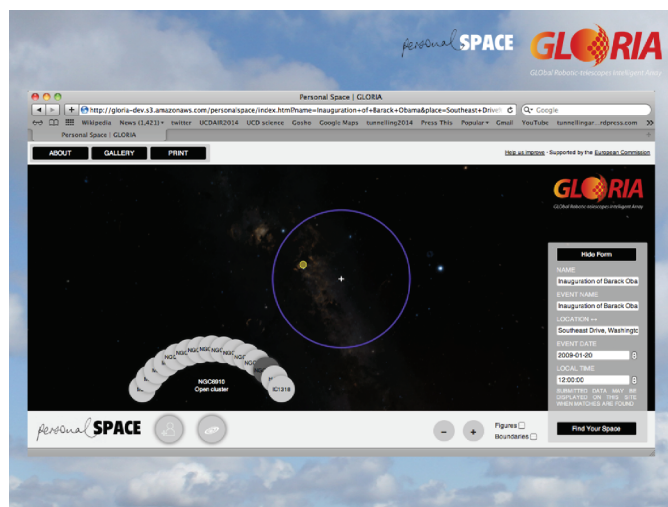 personal SPACE
GLORIA
GLObal Robotic-telescopes Intelligent Array
Personal Space | GLORIA
http://gloria-dev.s3.amazonaws.com/personalspace/index.html?name=Inauguration+of+Barack+Obama&place=Southeast+Drive
Google
Wikipedia News (1,421) twitter UCDAIR2014 UCD science Gosho Google Maps tunnelling2014 Press This Popular Gmail YouTube tunnellingar...rdpress.com
Personal Space | GLORIA
ABOUT GALLERY PRINT
Help us improve - Supported by the European Commission
GLORIA
GLObal Robotic-telescopes Intelligent Array
Hide Form
NAME
Inauguration of Barack Oba
EVENT NAME
Inauguration of Barack Oba
LOCATION
Southeast Drive, Washingtc
EVENT DATE
2009-01-20
LOCAL TIME
12:00:00
SUBMITTED DATA MAY BE
DISPLAYED ON THIS SITE
WHEN MATCHES ARE FOUND
Find Your Space
NGC6910
Open cluster
IC1318
personal SPACE
Figures
Boundaries